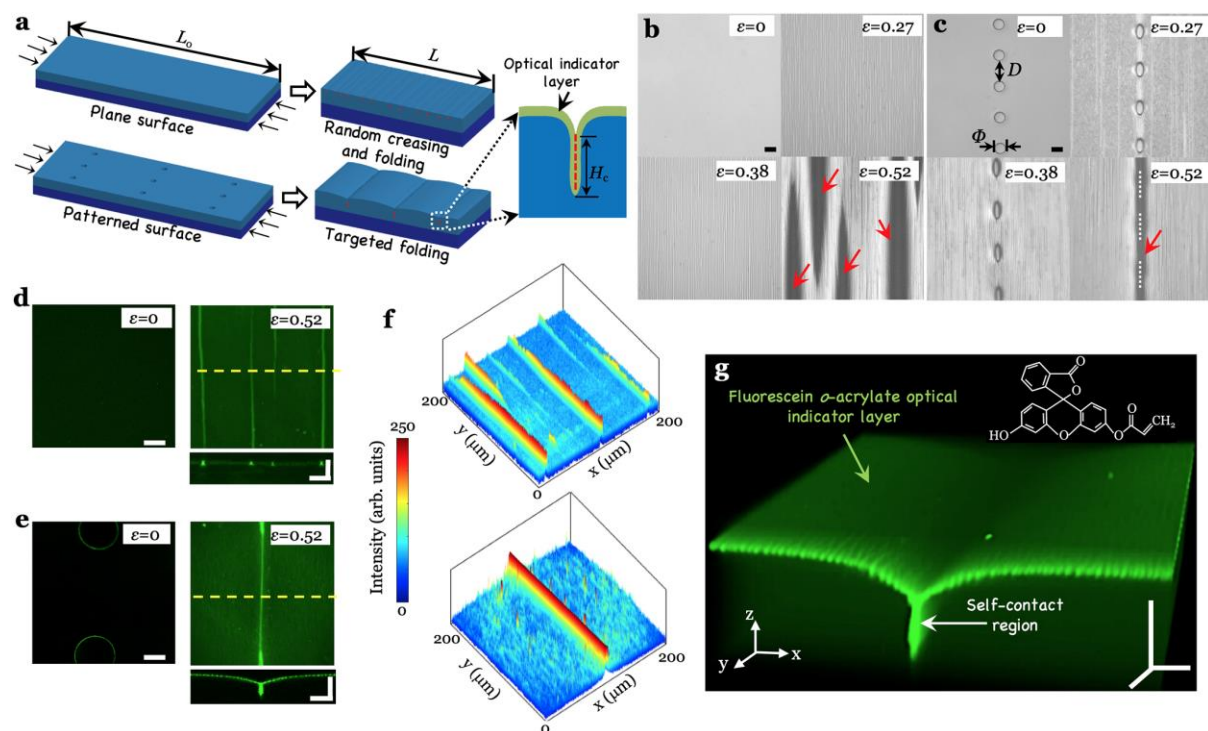 a
Lo
Plane surface
L
Random creasing
and folding
Optical indicator
layer
Hc
Patterned surface
Targeted folding
b
ε=0
ε=0.27
ε=0.38
ε=0.52
c
ε=0
D
Φ
ε=0.27
ε=0.38
ε=0.52
d
ε=0
ε=0.52
e
ε=0
ε=0.52
f
200
y (μm)
0
x (μm)
200
250
Intensity (arb. units)
0
200
y (μm)
0
x (μm)
200
g
Fluorescein o-acrylate optical
indicator layer
O
O
HO
O
O
O
CH₂
Self-contact
region
z
y
x